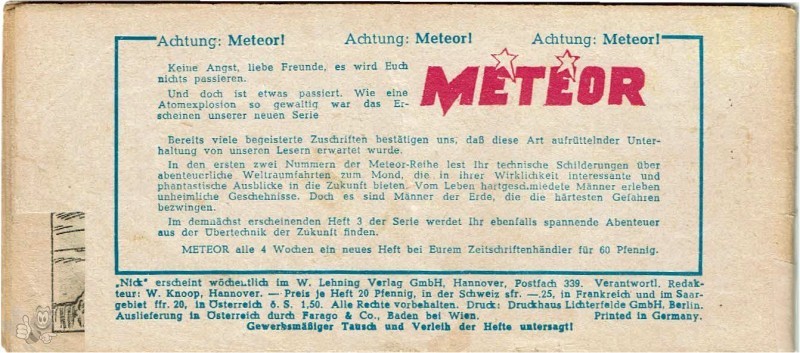 Achtung: Meteor! Achtung: Meteor! Achtung: Meteor!
Keine Angst, liebe Freunde, es wird Euch
nichts passieren.
Und doch ist etwas passiert. Wie eine
Atomexplosion so gewaltig war das Er-
scheinen unserer neuen Serie
METEOR
Bereits viele begeisterte Zuschriften bestätigen uns, daß diese Art aufrüttelnder Unter-
haltung von unseren Lesern erwartet wurde.
In den ersten zwei Nummern der Meteor-Reihe lest Ihr technische Schilderungen über
abenteuerliche Weltraumfahrten zum Mond, die in ihrer Wirklichkeit interessante und
phantastische Ausblicke in die Zukunft bieten. Vom Leben hartgeschmiedete Männer erleben
unheimliche Geschehnisse. Doch es sind Männer der Erde, die die härtesten Gefahren
bezwingen.
Im demnächst erscheinenden Heft 3 der Serie werdet Ihr ebenfalls spannende Abenteuer
aus der Übertechnik der Zukunft finden.
METEOR alle 4 Wochen ein neues Heft bei Eurem Zeitschriftenhändler für 60 Pfennig.
„Nick" erscheint wöchentlich im W. Lehning Verlag GmbH, Hannover, Postfach 339. Verantwortl. Redak-
teur: W. Knoop, Hannover. — Preis je Heft 20 Pfennig, in der Schweiz sfr. —.25, in Frankreich und im Saar-
gebiet ffr. 20, in Österreich ö. S. 1,50. Alle Rechte vorbehalten. Druck: Druckhaus Lichterfelde GmbH, Berlin.
Auslieferung in Österreich durch Farago & Co., Baden bei Wien. Printed in Germany.
Gewerbsmäßiger Tausch und Verleih der Hefte untersagt!